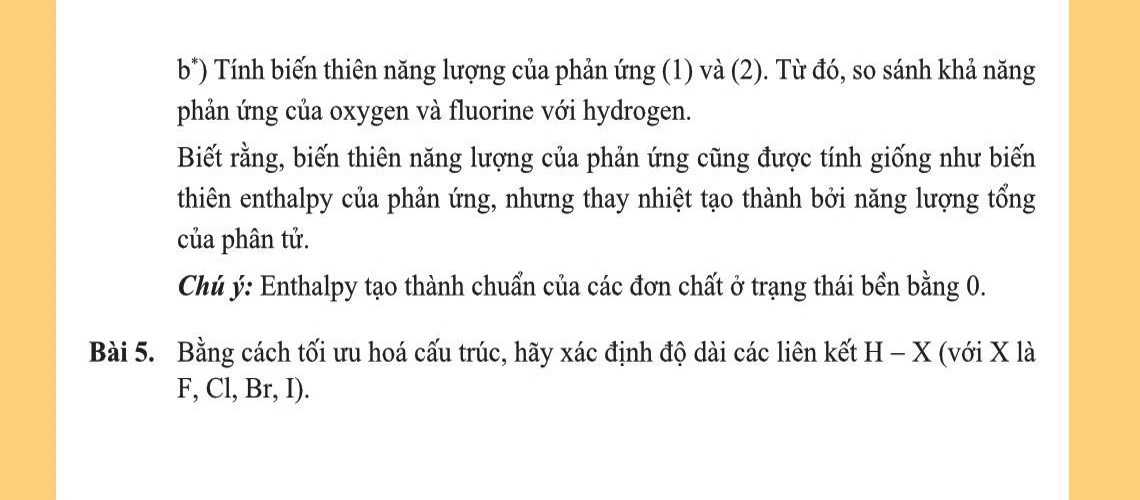 b*) Tính biến thiên năng lượng của phản ứng (1) và (2). Từ đó, so sánh khả năng
phản ứng của oxygen và fluorine với hydrogen.
Biết rằng, biến thiên năng lượng của phản ứng cũng được tính giống như biến
thiên enthalpy của phản ứng, nhưng thay nhiệt tạo thành bởi năng lượng tổng
của phân tử.
Chú ý: Enthalpy tạo thành chuẩn của các đơn chất ở trạng thái bền bằng 0.
Bài 5. Bằng cách tối ưu hoá cấu trúc, hãy xác định độ dài các liên kết H – X (với X là
F, Cl, Br, I).